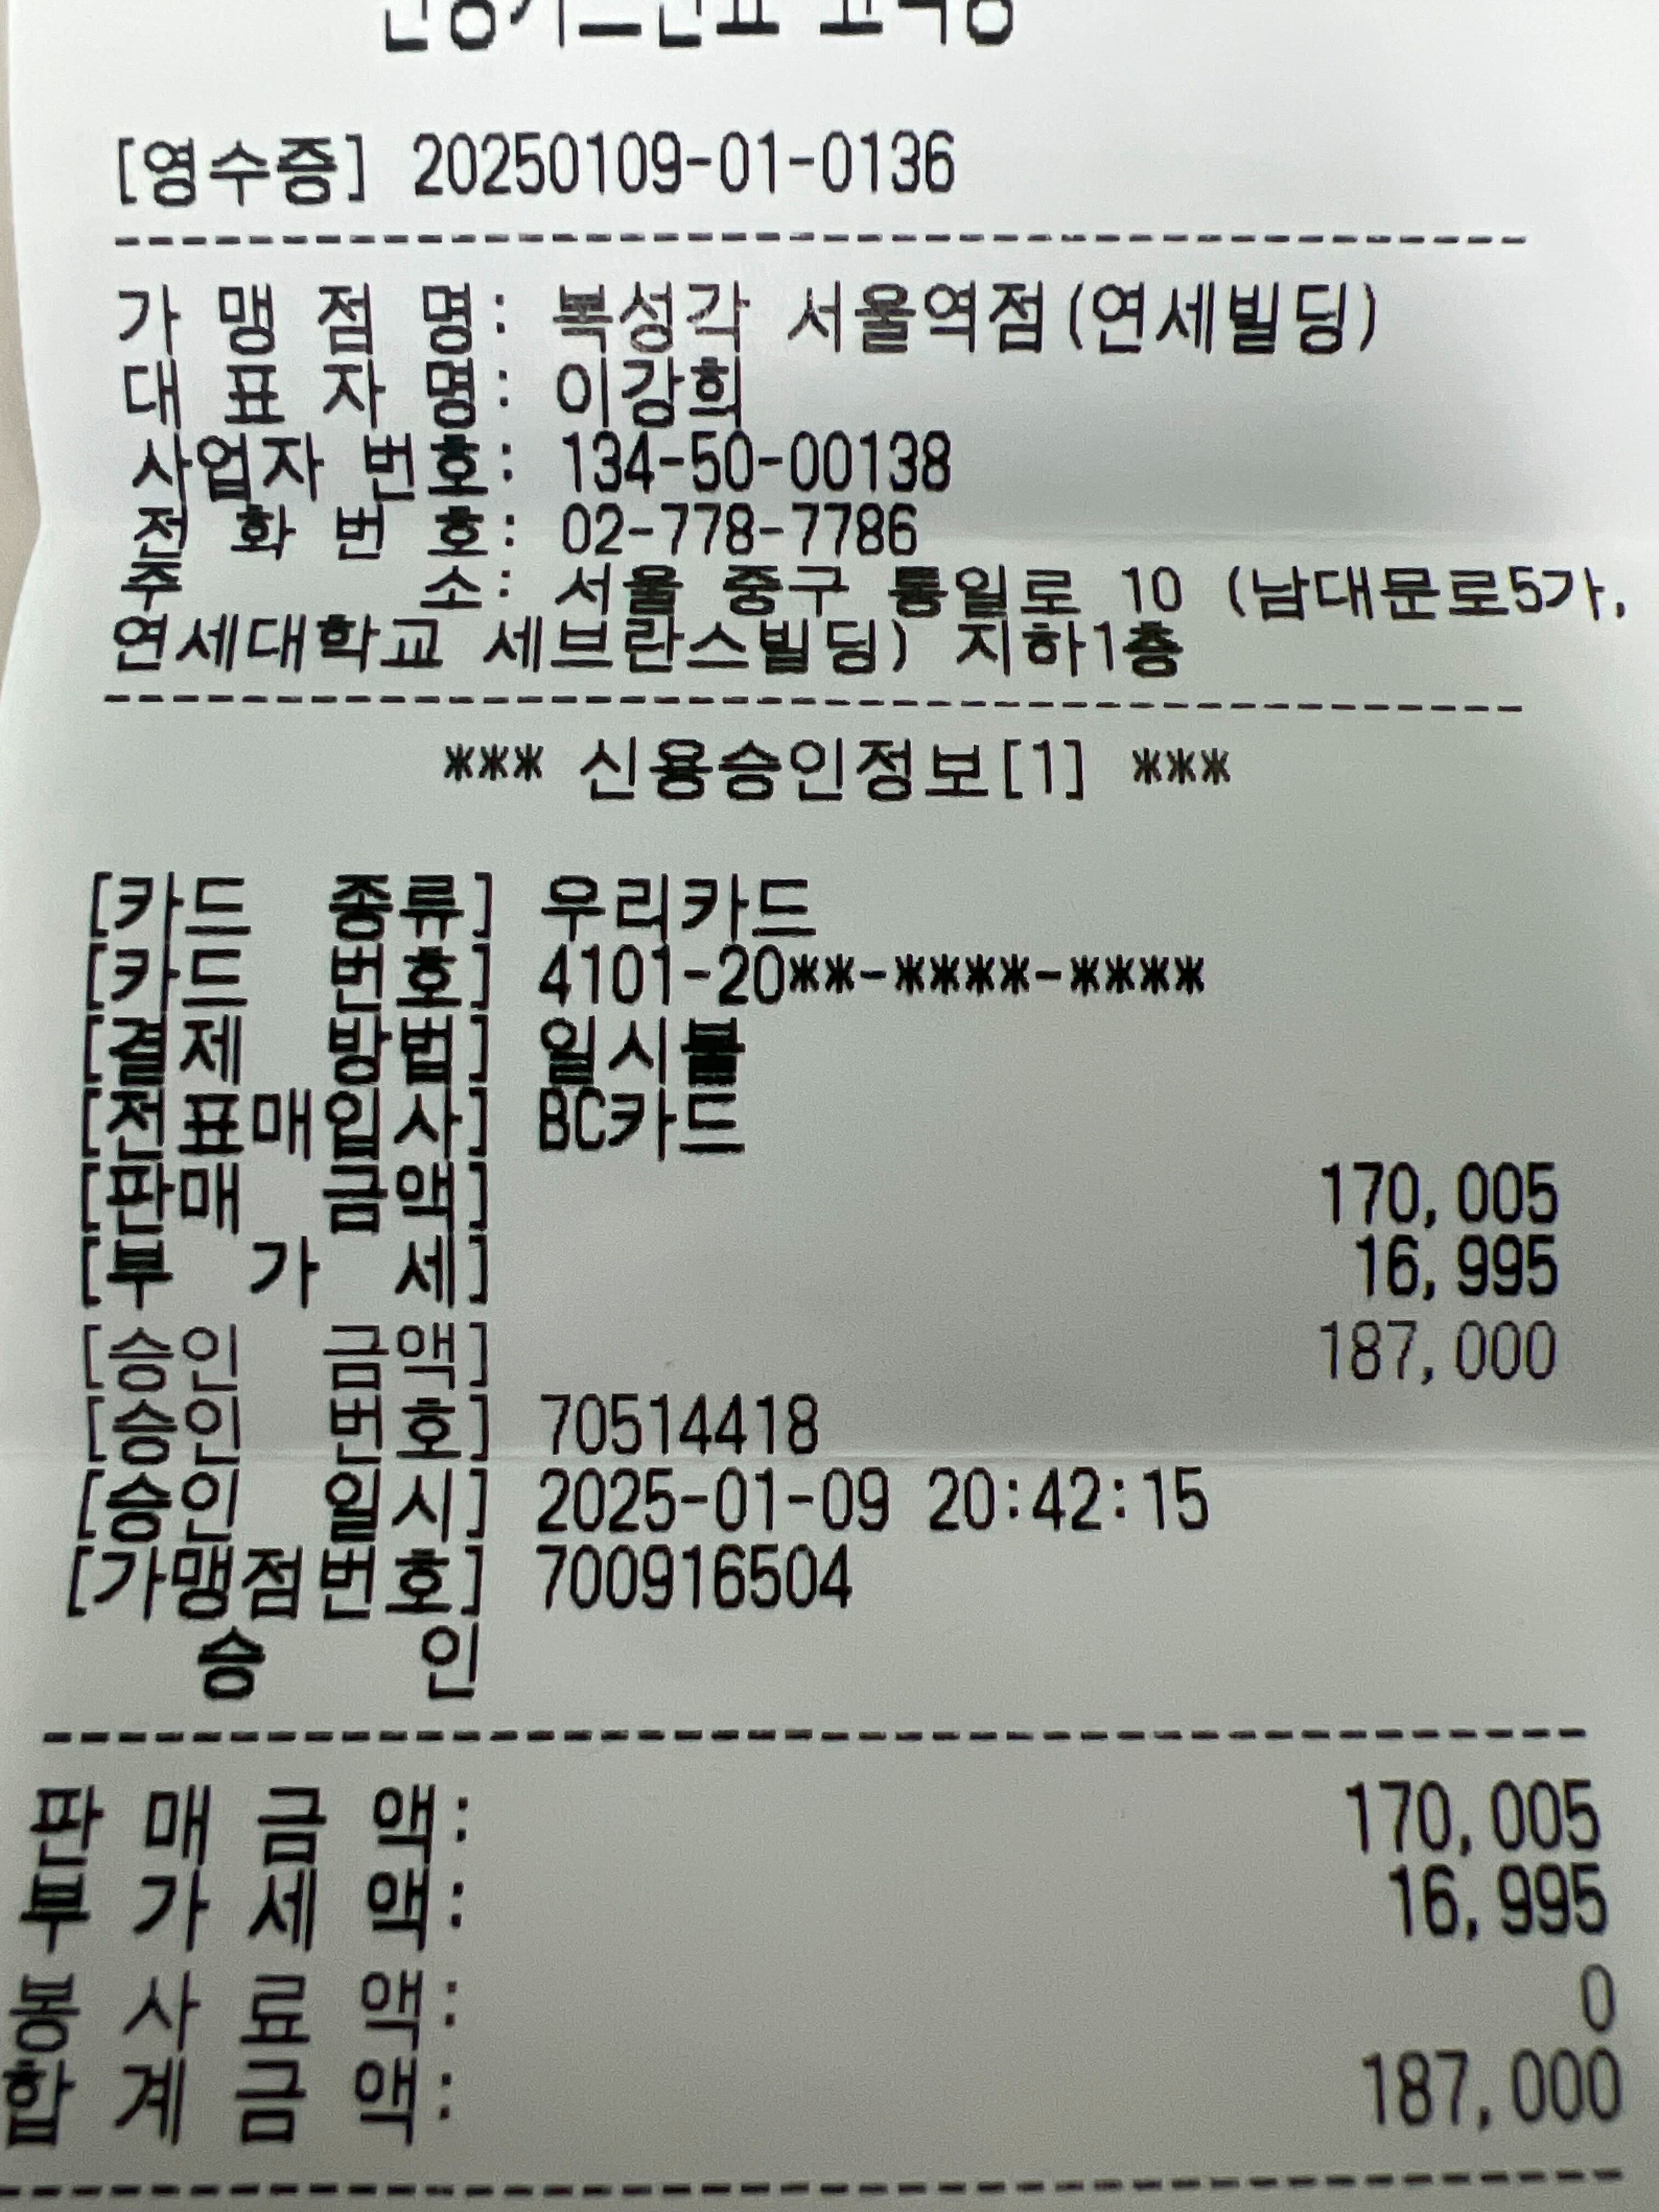 신용카드전표 고객용
[영수증] 20250109-01-0136
가 맹 점 명: 복성각 서울역점(연세빌딩)
대 표 자 명: 이강희
사업자 번호: 134-50-00138
전 화 번 호: 02-778-7786
주 소: 서울 중구 통일로 10 (남대문로5가,
연세대학교 세브란스빌딩) 지하1층
*** 신용승인정보[1] ***
[카드 종류] 우리카드
[카드 번호] 4101-20**-****-****
[결제 방법] 일시불
[전표매입사] BC카드
[판매 금액] 170,005
[부 가 세] 16,995
[승인 금액] 187,000
[승인 번호] 70514418
[승인 일시] 2025-01-09 20:42:15
[가맹점번호] 700916504
승 인
판 매 금 액: 170,005
부 가 세 액: 16,995
봉 사 료 액: 0
합 계 금 액: 187,000